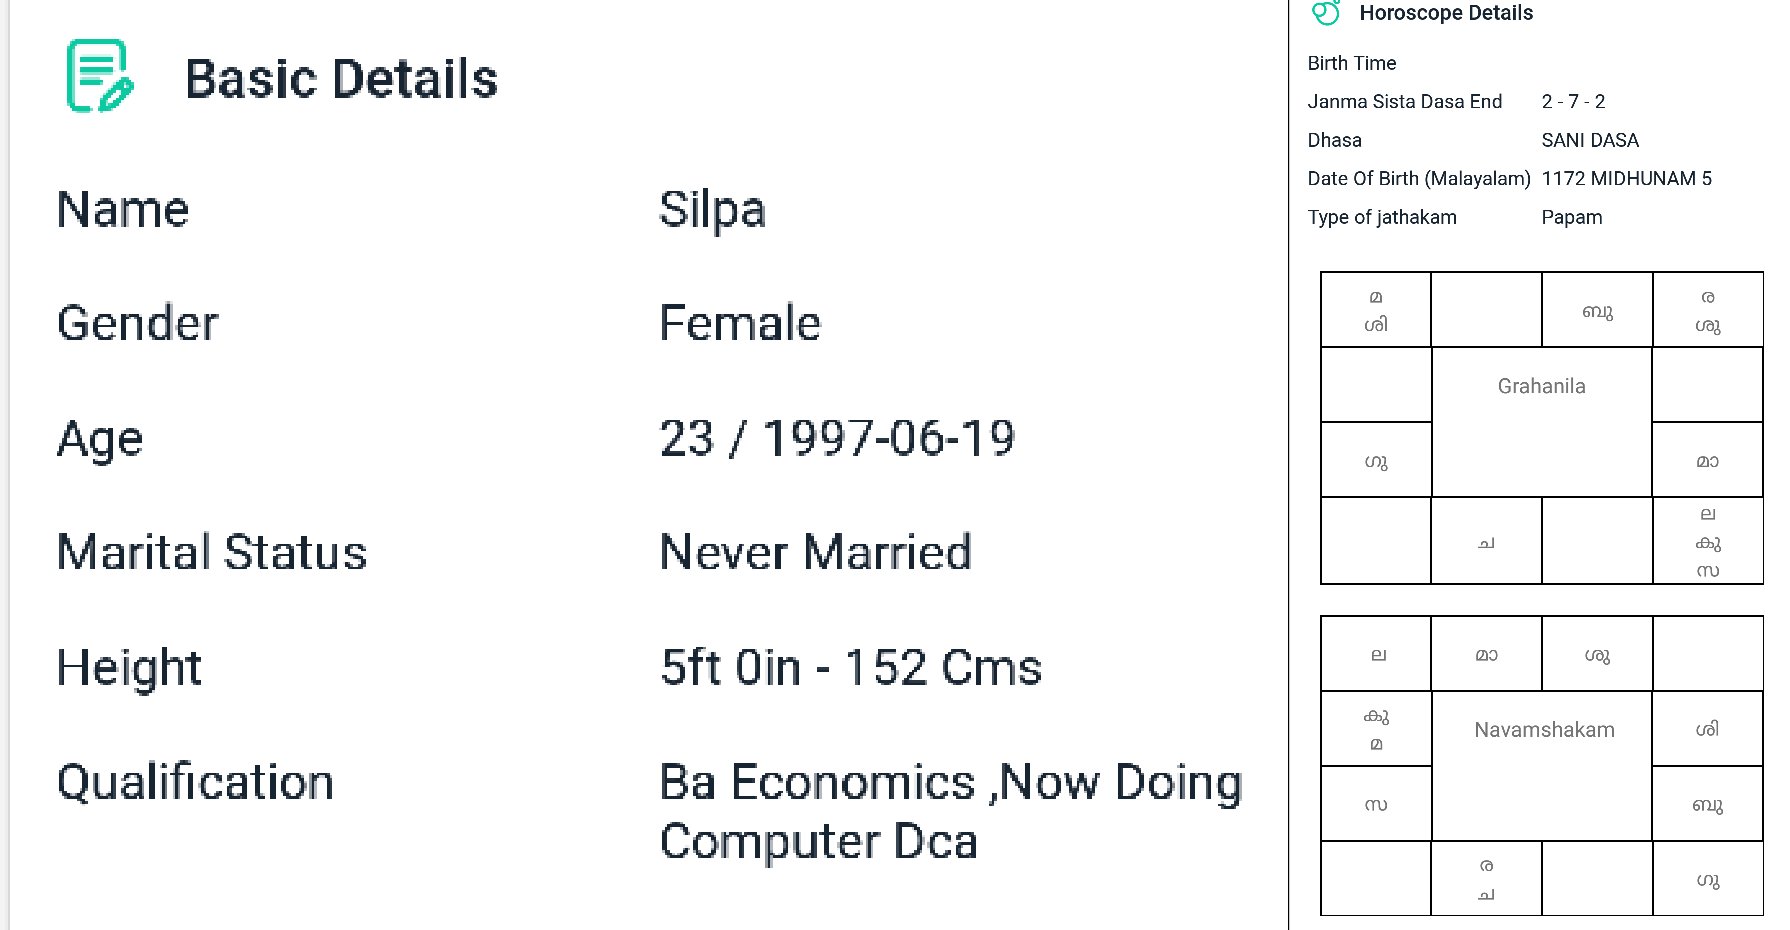 Basic Details
Name Silpa
Gender Female
Age 23 / 1997-06-19
Marital Status Never Married
Height 5ft 0in - 152 Cms
Qualification Ba Economics ,Now Doing
Computer Dca
Horoscope Details
Birth Time
Janma Sista Dasa End 2 - 7 - 2
Dhasa SANI DASA
Date Of Birth (Malayalam) 1172 MIDHUNAM 5
Type of jathakam Papam
മ
ശി
ബു
ര
ശു
Grahanila
ഗു
മാ
ച
ല
കു
സ
ല
മാ
ശു
കു
മ
Navamshakam
ശി
സ
ബു
ര
ച
ഗു